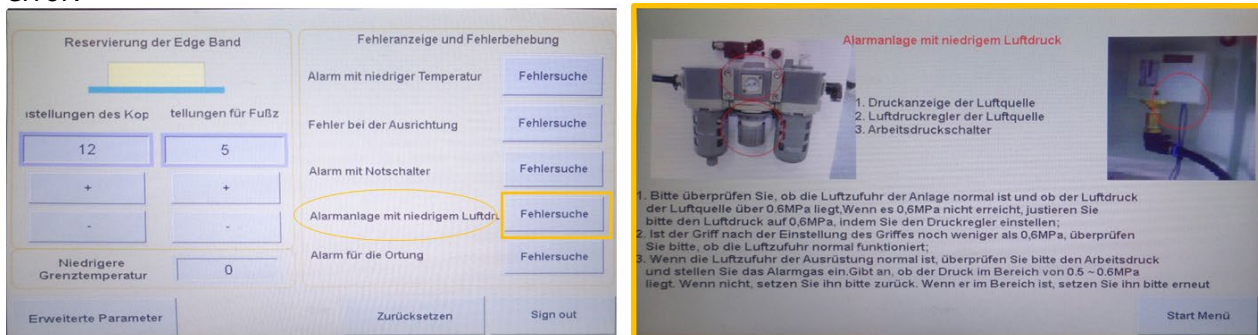 Reservierung der Edge Band
Fehleranzeige und Fehlerbehebung
Alarm mit niedriger Temperatur
Fehlersuche
ıstellungen des Kop
tellungen für Fußz
Fehler bei der Ausrichtung
Fehlersuche
12
5
Alarm mit Notschalter
Fehlersuche
+
+
Alarmanlage mit niedrigem Luftdru
Fehlersuche
-
-
Alarm für die Ortung
Fehlersuche
Niedrigere
Grenztemperatur
0
Erweiterte Parameter
Zurücksetzen
Sign out
Alarmanlage mit niedrigem Luftdruck
1. Druckanzeige der Luftquelle
2. Luftdruckregler der Luftquelle
3. Arbeitsdruckschalter
1. Bitte überprüfen Sie, ob die Luftzufuhr der Anlage normal ist und ob der Luftdruck
der Luftquelle über 0.6MPa liegt,Wenn es 0,6MPa nicht erreicht, justieren Sie
bitte den Luftdruck auf 0,6MPa, indem Sie den Druckregler einstellen;
2. Ist der Griff nach der Einstellung des Griffes noch weniger als 0,6MPa, überprüfen
Sie bitte, ob die Luftzufuhr normal funktioniert;
3. Wenn die Luftzufuhr der Ausrüstung normal ist, überprüfen Sie bitte den Arbeitsdruck
und stellen Sie das Alarmgas ein.Gibt an, ob der Druck im Bereich von 0.5 ~ 0,6MPa
liegt. Wenn nicht, setzen Sie ihn bitte zurück. Wenn er im Bereich ist, setzen Sie ihn bitte erneut
Start Menü